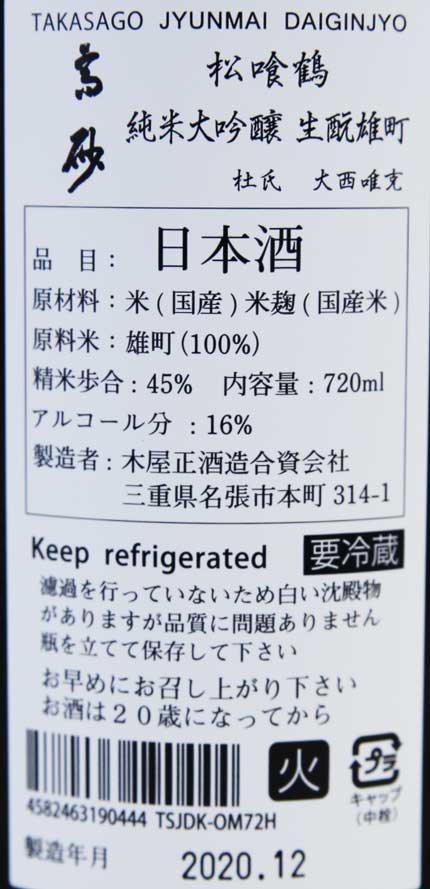 TAKASAGO JYUNMAI DAIGINJYO
髙砂
松喰鶴
純米大吟醸 生酛雄町
杜氏 大西唯克
品 目: 日本酒
原材料:米(国産)米麹(国産米)
原料米:雄町(100%)
精米歩合:45% 内容量:720ml
アルコール分 :16%
製造者:木屋正酒造合資会社
三重県名張市本町 314-1
Keep refrigerated 要冷蔵
濾過を行っていないため白い沈殿物
がありますが品質に問題ありません
瓶を立てて保存して下さい
お早めにお召し上がり下さい
お酒は20歳になってから
火
プラ
キャップ
(中栓)
4582463190444 TSJDK-OM72H
製造年月 2020.12